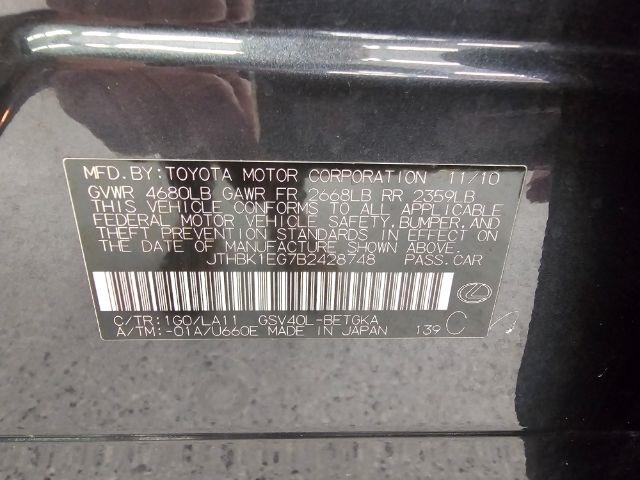 MFD.BY:TOYOTA MOTOR CORPORATION 11/10
GVWR 4680LB GAWR FR 2668LB RR 2359LB
THIS VEHICLE CONFORMS TO ALL APPLICABLE
FEDERAL MOTOR VEHICLE SAFETY,BUMPER,AND
THEFT PREVENTION STANDARDS IN EFFECT ON
THE DATE OF MANUFACTURE SHOWN ABOVE.
JTHBK1EG7B2428748 PASS.CAR
C/TR:1G0/LA11 GSV40L-BETGKA
A/TM:-01A/U660E MADE IN JAPAN 139 C